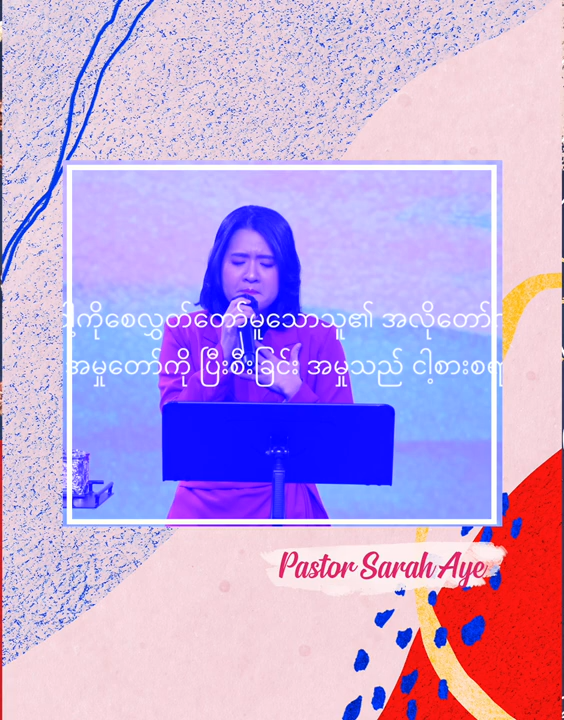 ငါ့ကိုစေလွှတ်တော်မူသောသူ၏ အလိုတော်
အမှုတော်ကို ပြီးစီးခြင်း အမှုသည် ငါ့စားစရ
Pastor Sarah Aye